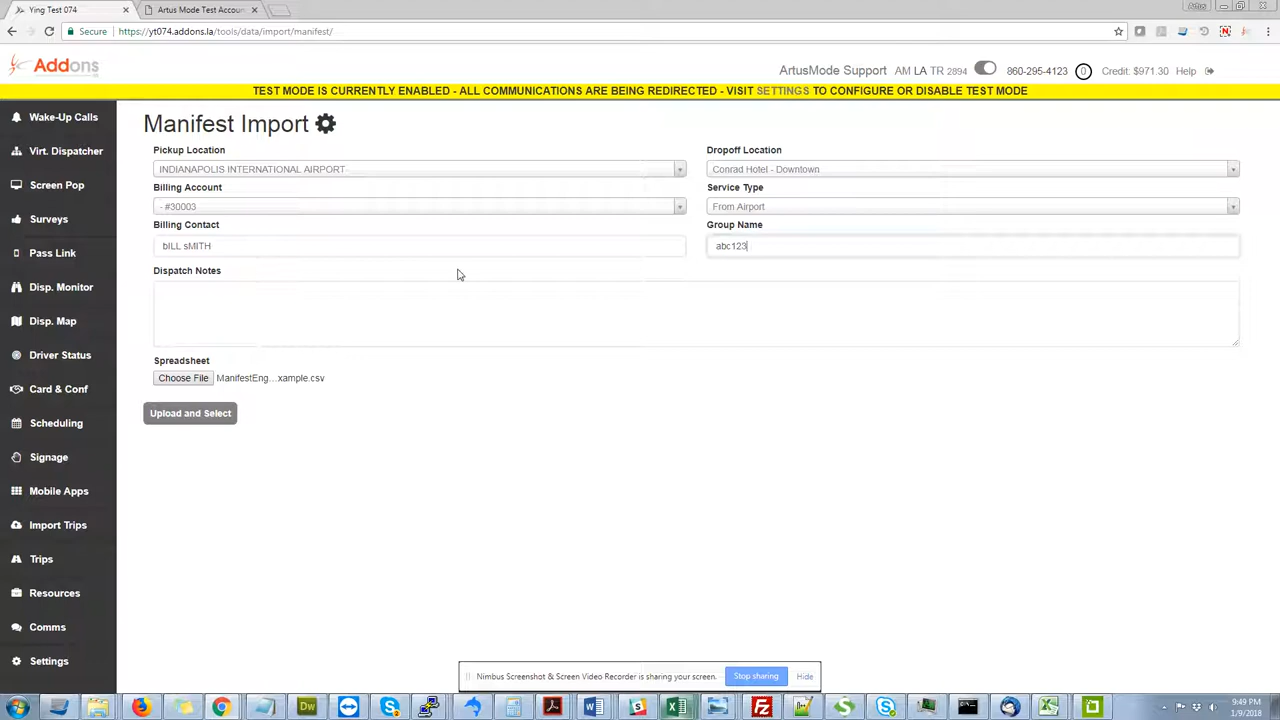 Ying Test 074
Artus Mode Test Accoun
Secure https://yt074.addons.la/tools/data/import/manifest/
Addons
ArtusMode Support AM LA TR 2894 860-295-4123 0 Credit: $971.30 Help
TEST MODE IS CURRENTLY ENABLED - ALL COMMUNICATIONS ARE BEING REDIRECTED - VISIT SETTINGS TO CONFIGURE OR DISABLE TEST MODE
Wake-Up Calls
Virt. Dispatcher
Screen Pop
Surveys
Pass Link
Disp. Monitor
Disp. Map
Driver Status
Card & Conf
Scheduling
Signage
Mobile Apps
Import Trips
Trips
Resources
Comms
Settings
Manifest Import
Pickup Location
INDIANAPOLIS INTERNATIONAL AIRPORT
Dropoff Location
Conrad Hotel - Downtown
Billing Account
- #30003
Service Type
From Airport
Billing Contact
bILL sMITH
Group Name
abc123
Dispatch Notes
Spreadsheet
Choose File ManifestEng...xample.csv
Upload and Select
Nimbus Screenshot & Screen Video Recorder is sharing your screen. Stop sharing Hide
9:49 PM
1/9/2018